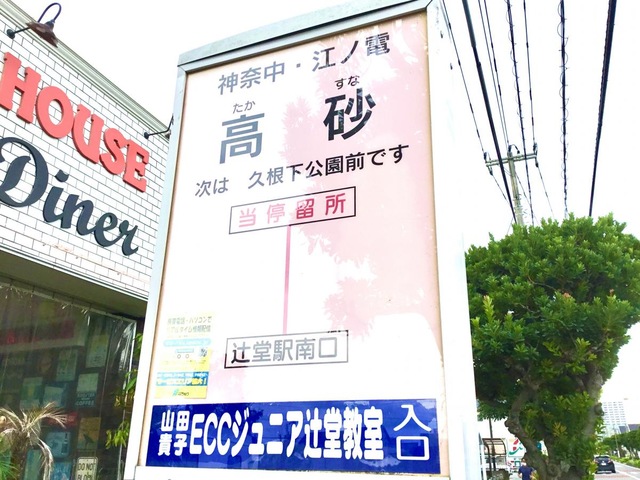 神奈中・江ノ電
たか すな
高 砂
次は 久根下公園前です
当停留所
辻堂駅南口
山田貴子ECCジュニア辻堂教室 入口
HOUSE
Diner